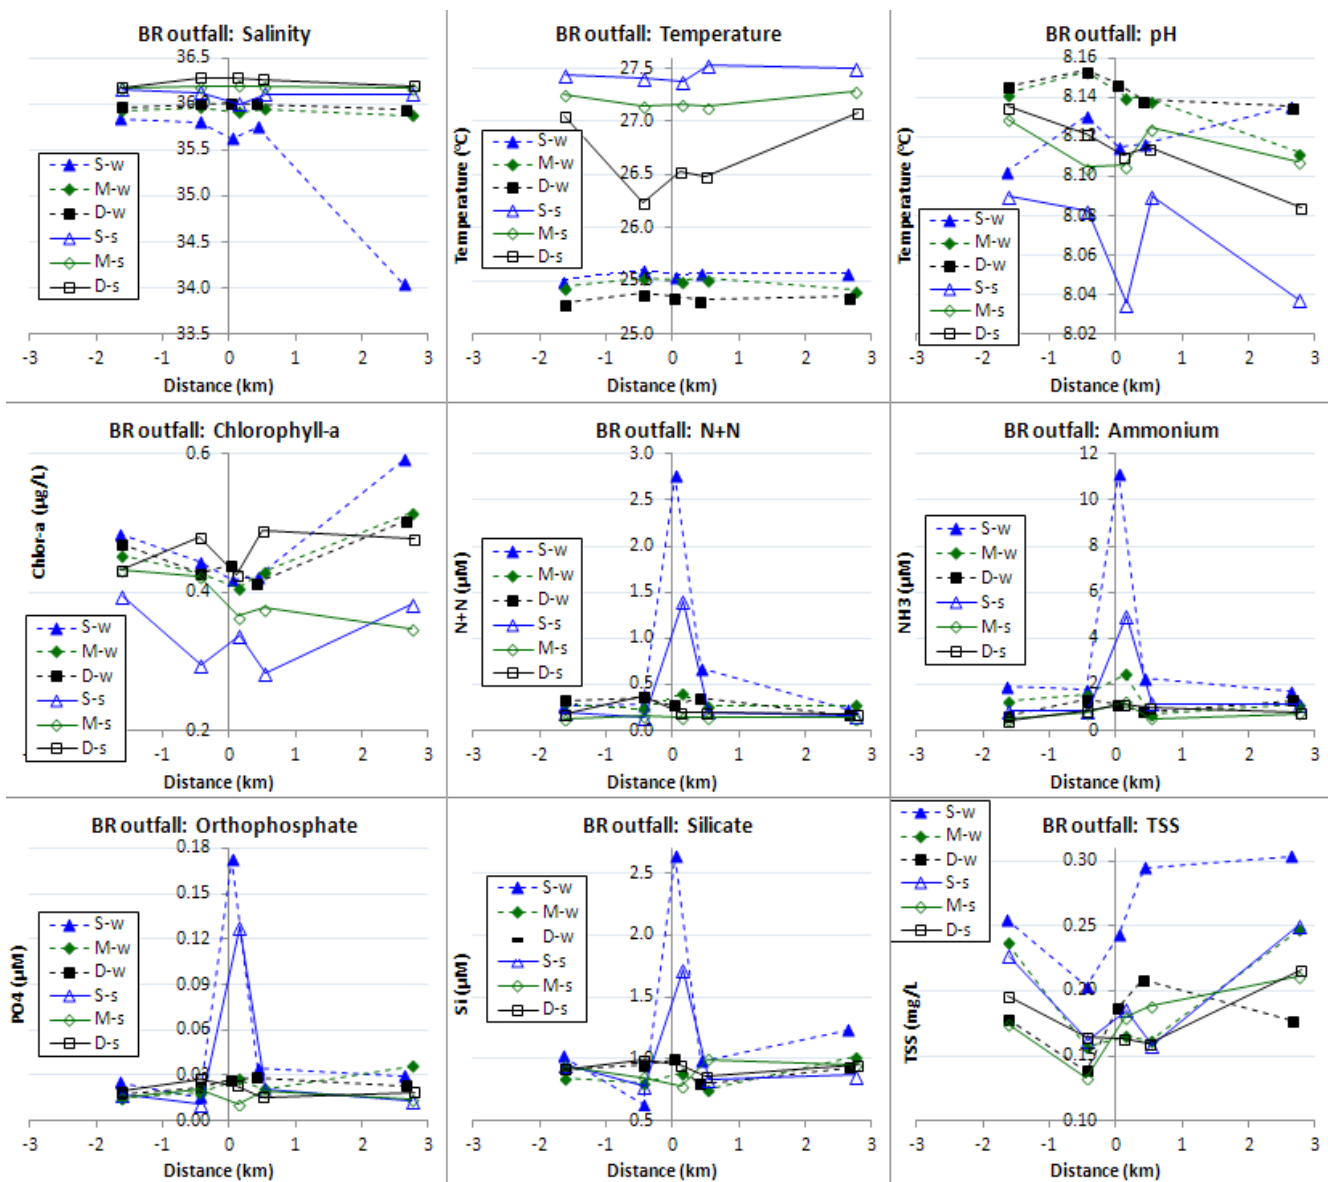 BR outfall: Salinity
36.5
36.0
35.5
35.0
34.5
34.0
33.5
S-w
M-w
D-w
S-s
M-s
D-s
-3 -2 -1 0 1 2 3
Distance (km)
BR outfall: Temperature
Temperature (°C)
27.5
27.0
26.5
26.0
25.5
25.0
S-w
M-w
D-w
S-s
M-s
D-s
-3 -2 -1 0 1 2 3
Distance (km)
BR outfall: pH
Temperature (°C)
8.16
8.14
8.12
8.10
8.08
8.06
8.04
8.02
S-w
M-w
D-w
S-s
M-s
D-s
-3 -2 -1 0 1 2 3
Distance (km)
BR outfall: Chlorophyll-a
Chlor-a (µg/L)
0.6
0.4
0.2
S-w
M-w
D-w
S-s
M-s
D-s
-1 0 1 2 3
Distance (km)
BR outfall: N+N
N+N (µM)
3.0
2.5
2.0
1.5
1.0
0.5
0.0
S-w
M-w
D-w
S-s
M-s
D-s
-3 -2 -1 0 1 2 3
Distance (km)
BR outfall: Ammonium
NH3 (µM)
12
10
8
6
4
2
0
S-w
M-w
D-w
S-s
M-s
D-s
-3 -2 -1 0 1 2 3
Distance (km)
BR outfall: Orthophosphate
PO4 (µM)
0.18
0.15
0.12
0.09
0.06
0.03
0.00
S-w
M-w
D-w
S-s
M-s
D-s
-3 -2 -1 0 1 2 3
Distance (km)
BR outfall: Silicate
Si (µM)
2.5
2.0
1.5
1.0
0.5
S-w
M-w
D-w
S-s
M-s
D-s
-3 -2 -1 0 1 2 3
Distance (km)
BR outfall: TSS
TSS (mg/L)
0.30
0.25
0.20
0.15
0.10
S-w
M-w
D-w
S-s
M-s
D-s
-3 -2 -1 0 1 2 3
Distance (km)